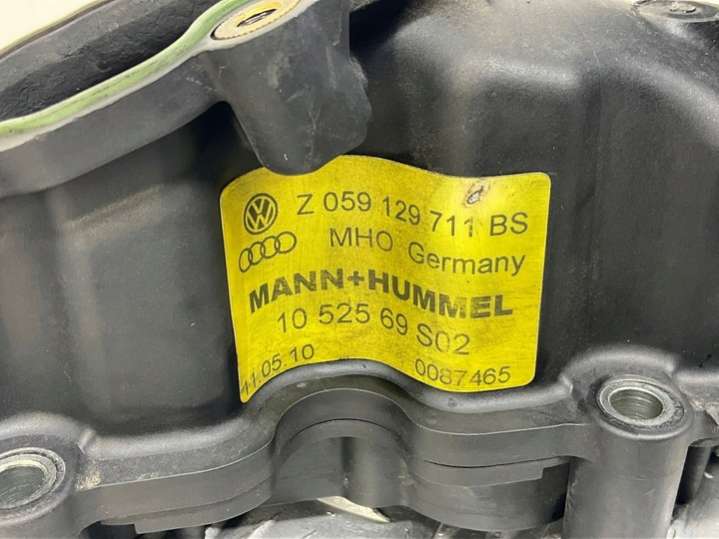 Z 059 129 711 BS
MHO Germany
MANN+HUMMEL
10 525 69 S02
11.05.10 0087465